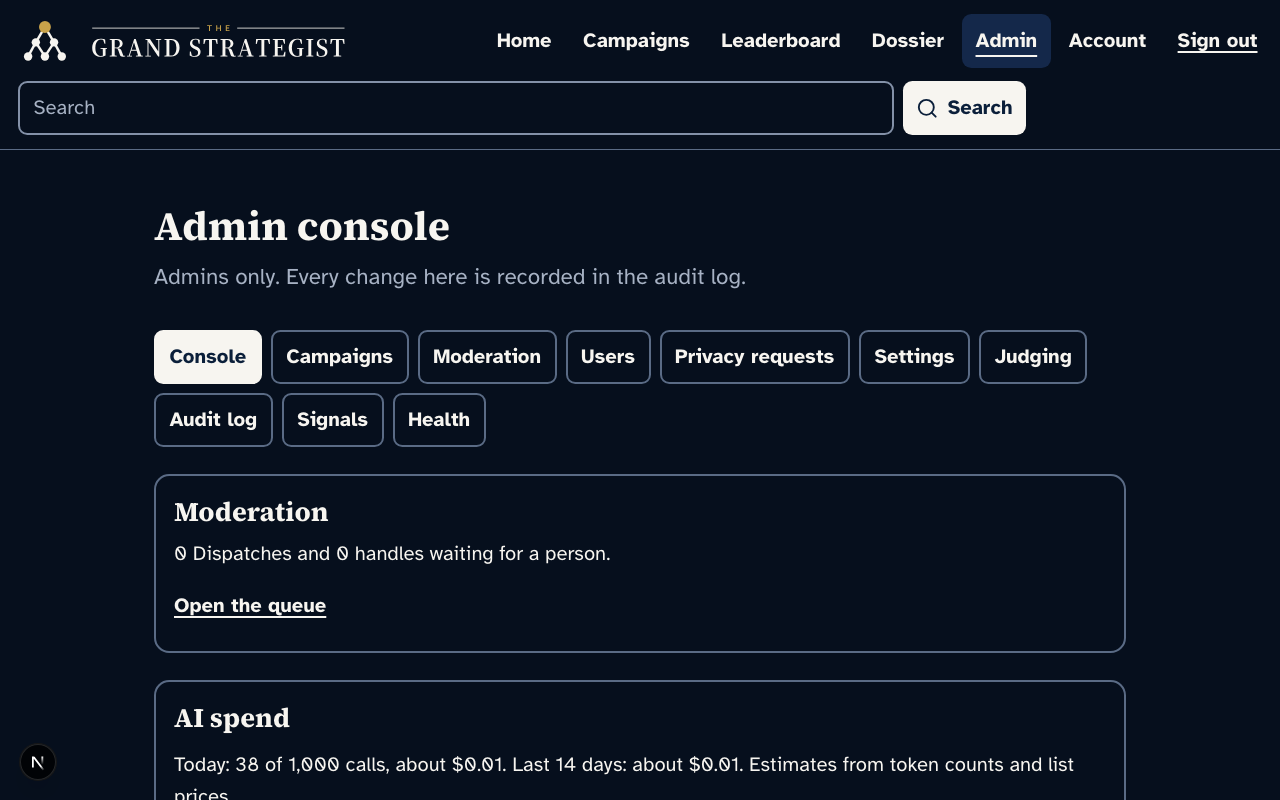 THE
GRAND STRATEGIST
Home Campaigns Leaderboard Dossier Admin Account Sign out
Search Search
Admin console
Admins only. Every change here is recorded in the audit log.
Console Campaigns Moderation Users Privacy requests Settings Judging
Audit log Signals Health
Moderation
0 Dispatches and 0 handles waiting for a person.
Open the queue
AI spend
Today: 38 of 1,000 calls, about $0.01. Last 14 days: about $0.01. Estimates from token counts and list
prices.
N